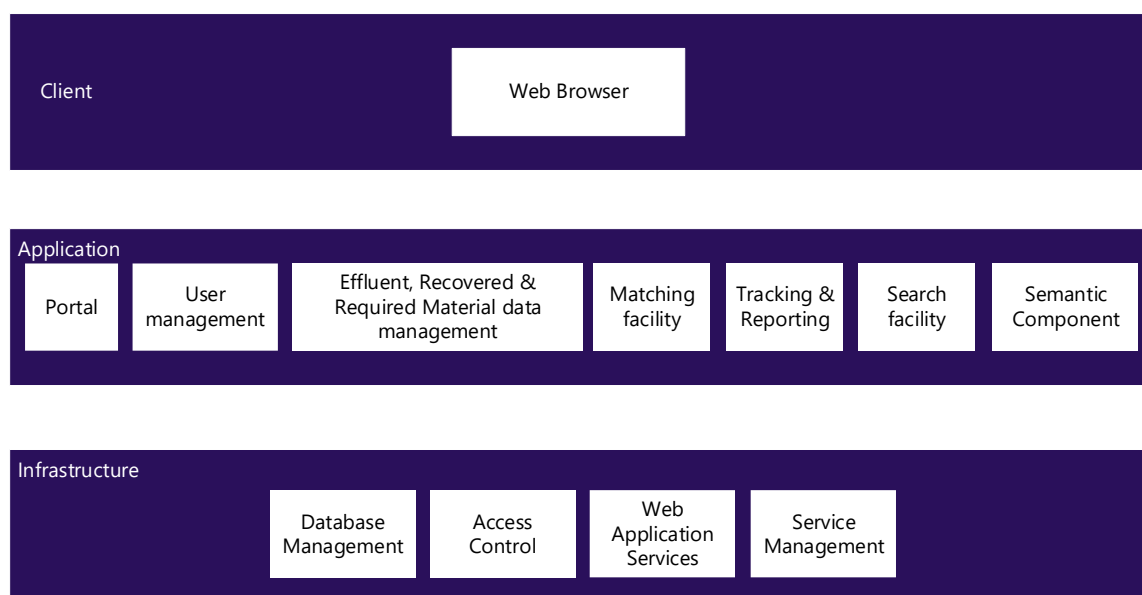 Client
Web Browser
Application
Portal
User
management
Effluent, Recovered &
Required Material data
management
Matching
facility
Tracking &
Reporting
Search
facility
Semantic
Component
Infrastructure
Database
Management
Access
Control
Web
Application
Services
Service
Management